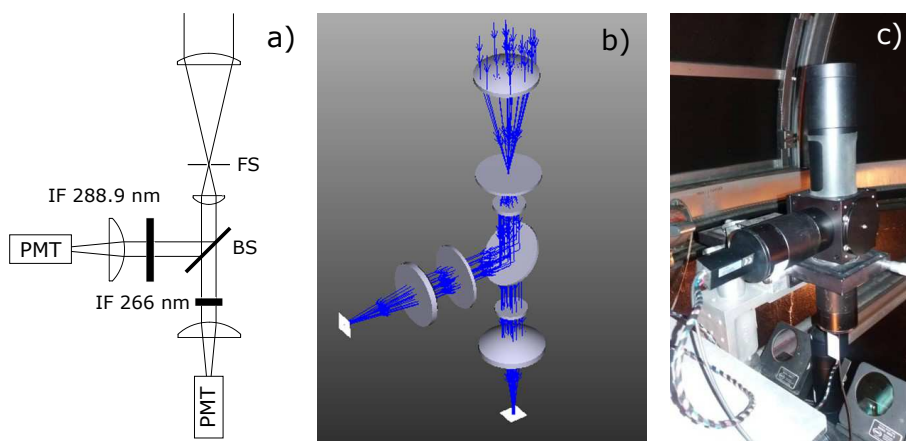 a)
FS
IF 288.9 nm
PMT
BS
IF 266 nm
PMT
b)
c)